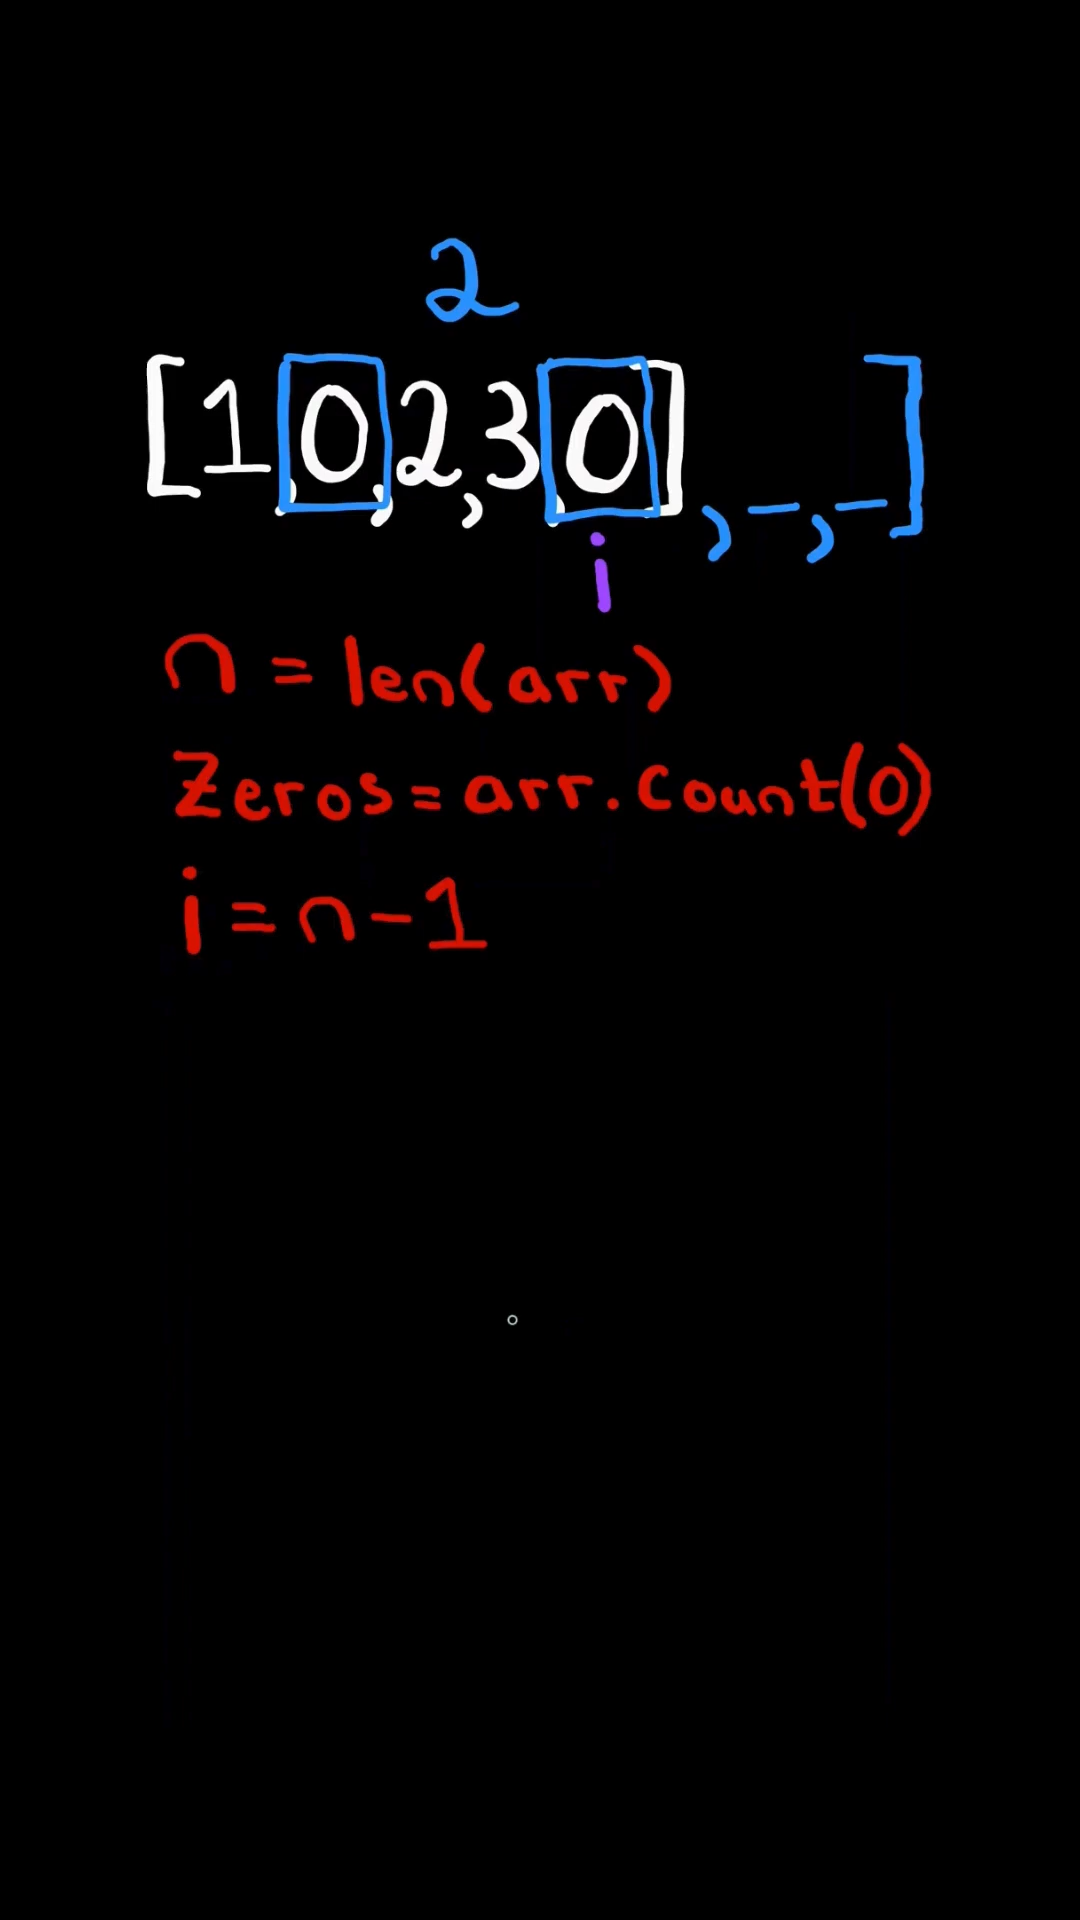 2
[1,0,2,3,0],_,_]
i
n = len(arr)
Zeros = arr.count(0)
i = n - 1